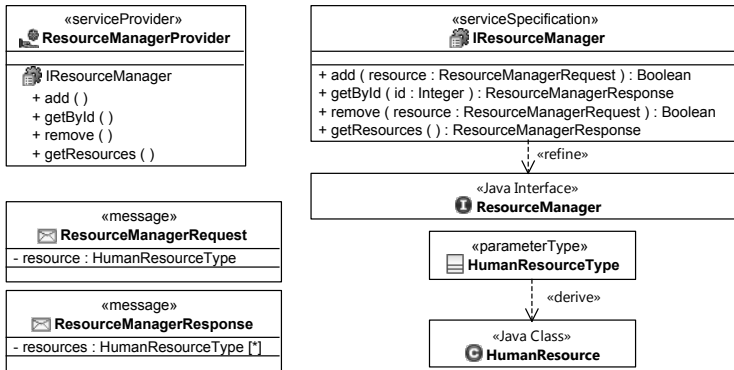 «serviceProvider»
ResourceManagerProvider
IResourceManager
+ add ( )
+ getById ( )
+ remove ( )
+ getResources ( )
«serviceSpecification»
IResourceManager
+ add ( resource : ResourceManagerRequest ) : Boolean
+ getById ( id : Integer ) : ResourceManagerResponse
+ remove ( resource : ResourceManagerRequest ) : Boolean
+ getResources ( ) : ResourceManagerResponse
«refine»
«Java Interface»
ResourceManager
«message»
ResourceManagerRequest
- resource : HumanResourceType
«message»
ResourceManagerResponse
- resources : HumanResourceType [*]
«parameterType»
HumanResourceType
«derive»
«Java Class»
HumanResource